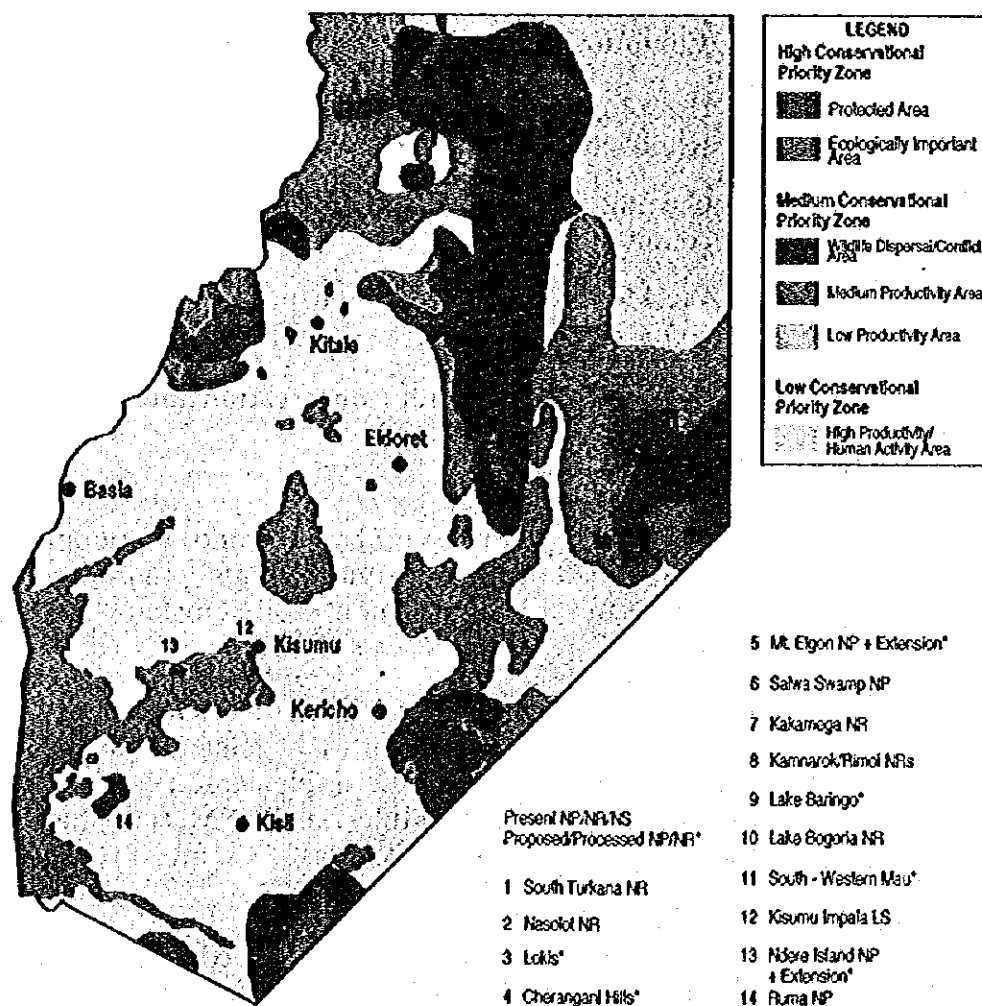 LEGEND
High Conservational
Priority Zone
Protected Area
Ecologically Important
Area
Medium Conservational
Priority Zone
Wildlife Dispersal/Conflict
Area
Medium Productivity Area
Low Productivity Area
Low Conservational
Priority Zone
High Productivity/
Human Activity Area
6
Kitale
Eldoret
Basia
12
Kisumu
13
Kericho
14
Kisii
Present NP/NR/NS
Proposed/Processed NP/NR*
1 South Turkana NR
2 Nasolot NR
3 Lokis*
4 Cherangani Hills*
5 Mt. Elgon NP + Extension*
6 Saiwa Swamp NP
7 Kakamega NR
8 Kamnarok/Rimoi NRs
9 Lake Baringo*
10 Lake Bogoria NR
11 South - Western Mau*
12 Kisumu Impala LS
13 Ndere Island NP
+ Extension*
14 Ruma NP